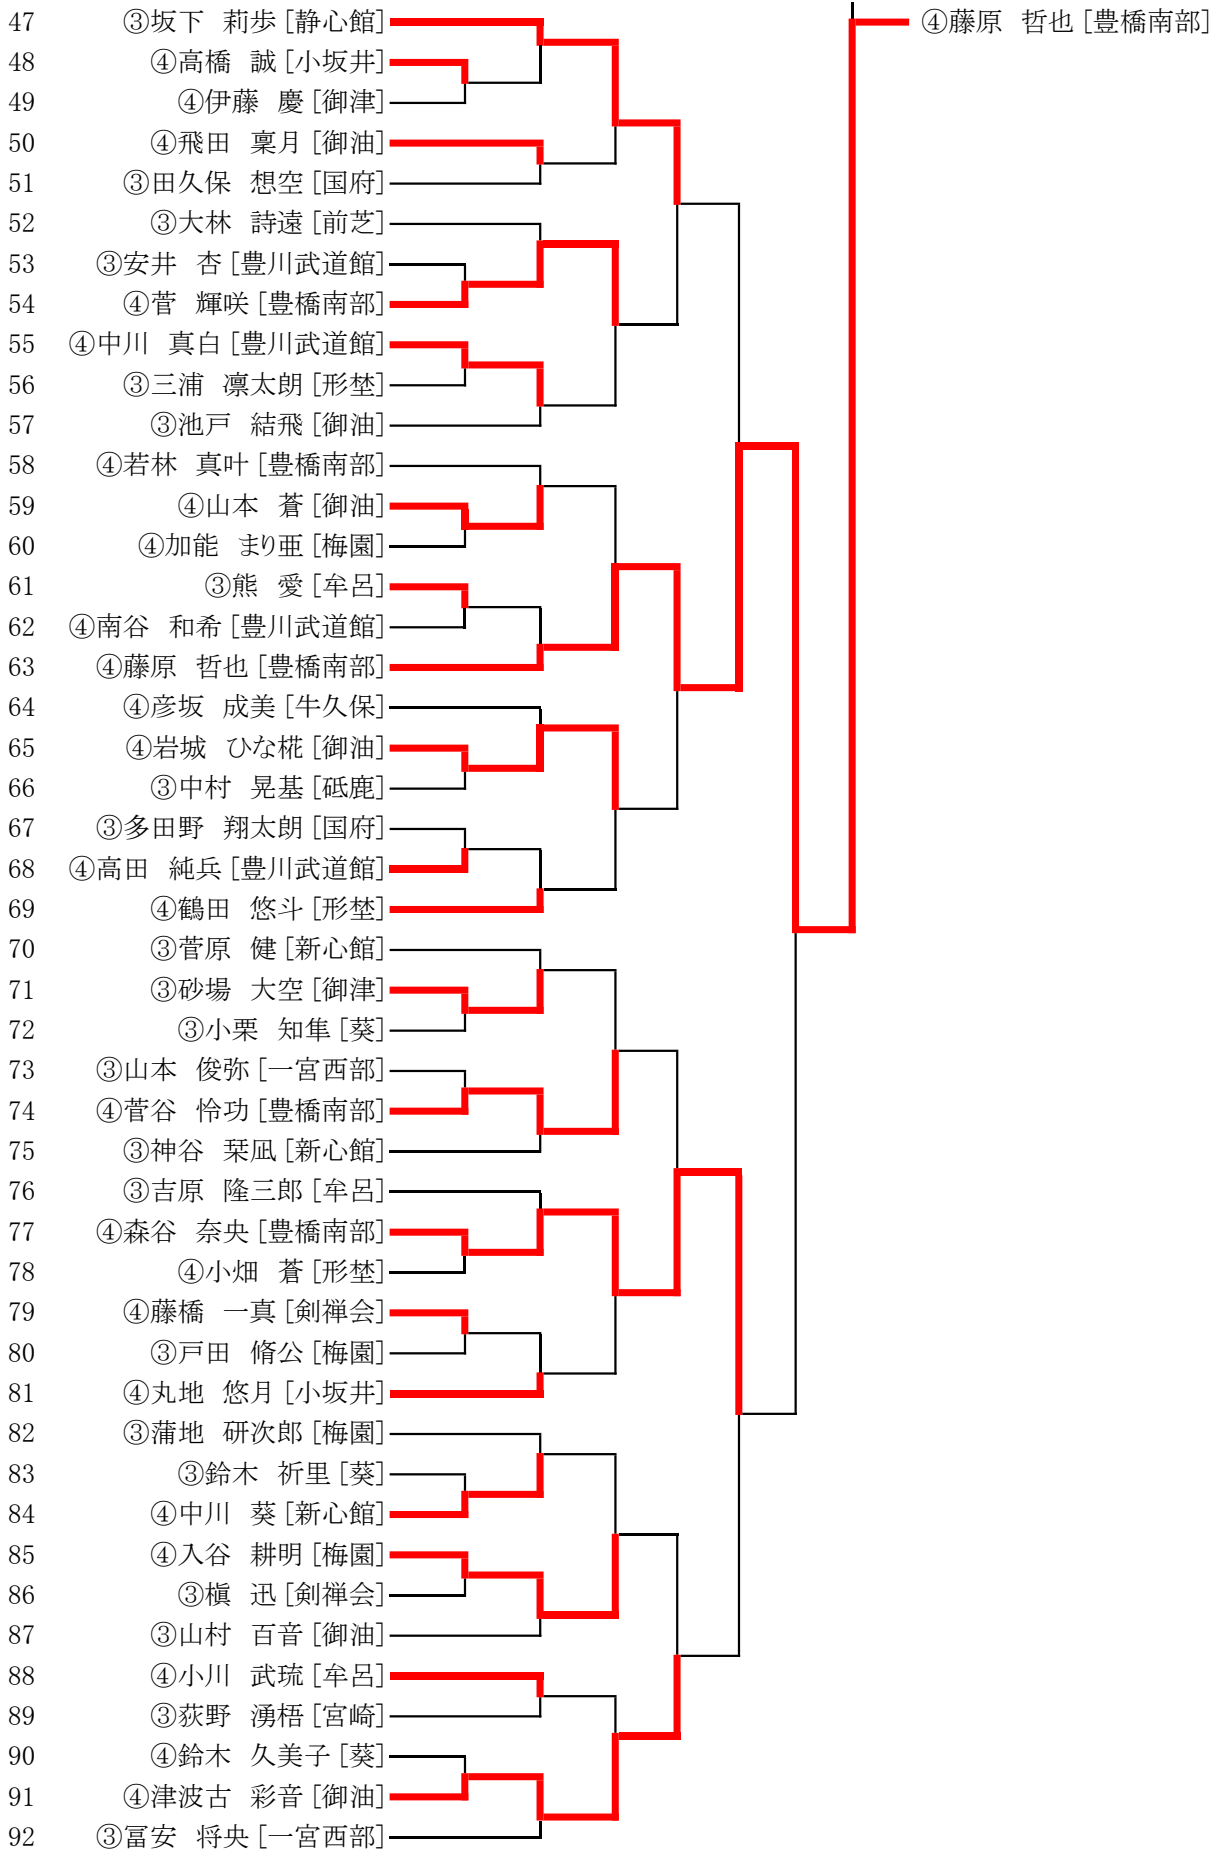 47 ③坂下 莉歩 [静心館] ④藤原 哲也 [豊橋南部]
48 ④高橋 誠 [小坂井]
49 ④伊藤 慶 [御津]
50 ④飛田 稟月 [御油]
51 ③田久保 想空 [国府]
52 ③大林 詩遠 [前芝]
53 ③安井 杏 [豊川武道館]
54 ④菅 輝咲 [豊橋南部]
55 ④中川 真白 [豊川武道館]
56 ③三浦 凛太朗 [形埜]
57 ③池戸 結飛 [御油]
58 ④若林 真叶 [豊橋南部]
59 ④山本 蒼 [御油]
60 ④加能 まり亜 [梅園]
61 ③熊 愛 [牟呂]
62 ④南谷 和希 [豊川武道館]
63 ④藤原 哲也 [豊橋南部]
64 ④彦坂 成美 [牛久保]
65 ④岩城 ひな椛 [御油]
66 ③中村 晃基 [砥鹿]
67 ③多田野 翔太朗 [国府]
68 ④高田 純兵 [豊川武道館]
69 ④鶴田 悠斗 [形埜]
70 ③菅原 健 [新心館]
71 ③砂場 大空 [御津]
72 ③小栗 知隼 [葵]
73 ③山本 俊弥 [一宮西部]
74 ④菅谷 怜功 [豊橋南部]
75 ③神谷 栞凪 [新心館]
76 ③吉原 隆三郎 [牟呂]
77 ④森谷 奈央 [豊橋南部]
78 ④小畑 蒼 [形埜]
79 ④藤橋 一真 [剣禅会]
80 ③戸田 脩公 [梅園]
81 ④丸地 悠月 [小坂井]
82 ③蒲地 研次郎 [梅園]
83 ③鈴木 祈里 [葵]
84 ④中川 葵 [新心館]
85 ④入谷 耕明 [梅園]
86 ③槇 迅 [剣禅会]
87 ③山村 百音 [御油]
88 ④小川 武琉 [牟呂]
89 ③荻野 湧梧 [宮崎]
90 ④鈴木 久美子 [葵]
91 ④津波古 彩音 [御油]
92 ③冨安 将央 [一宮西部]